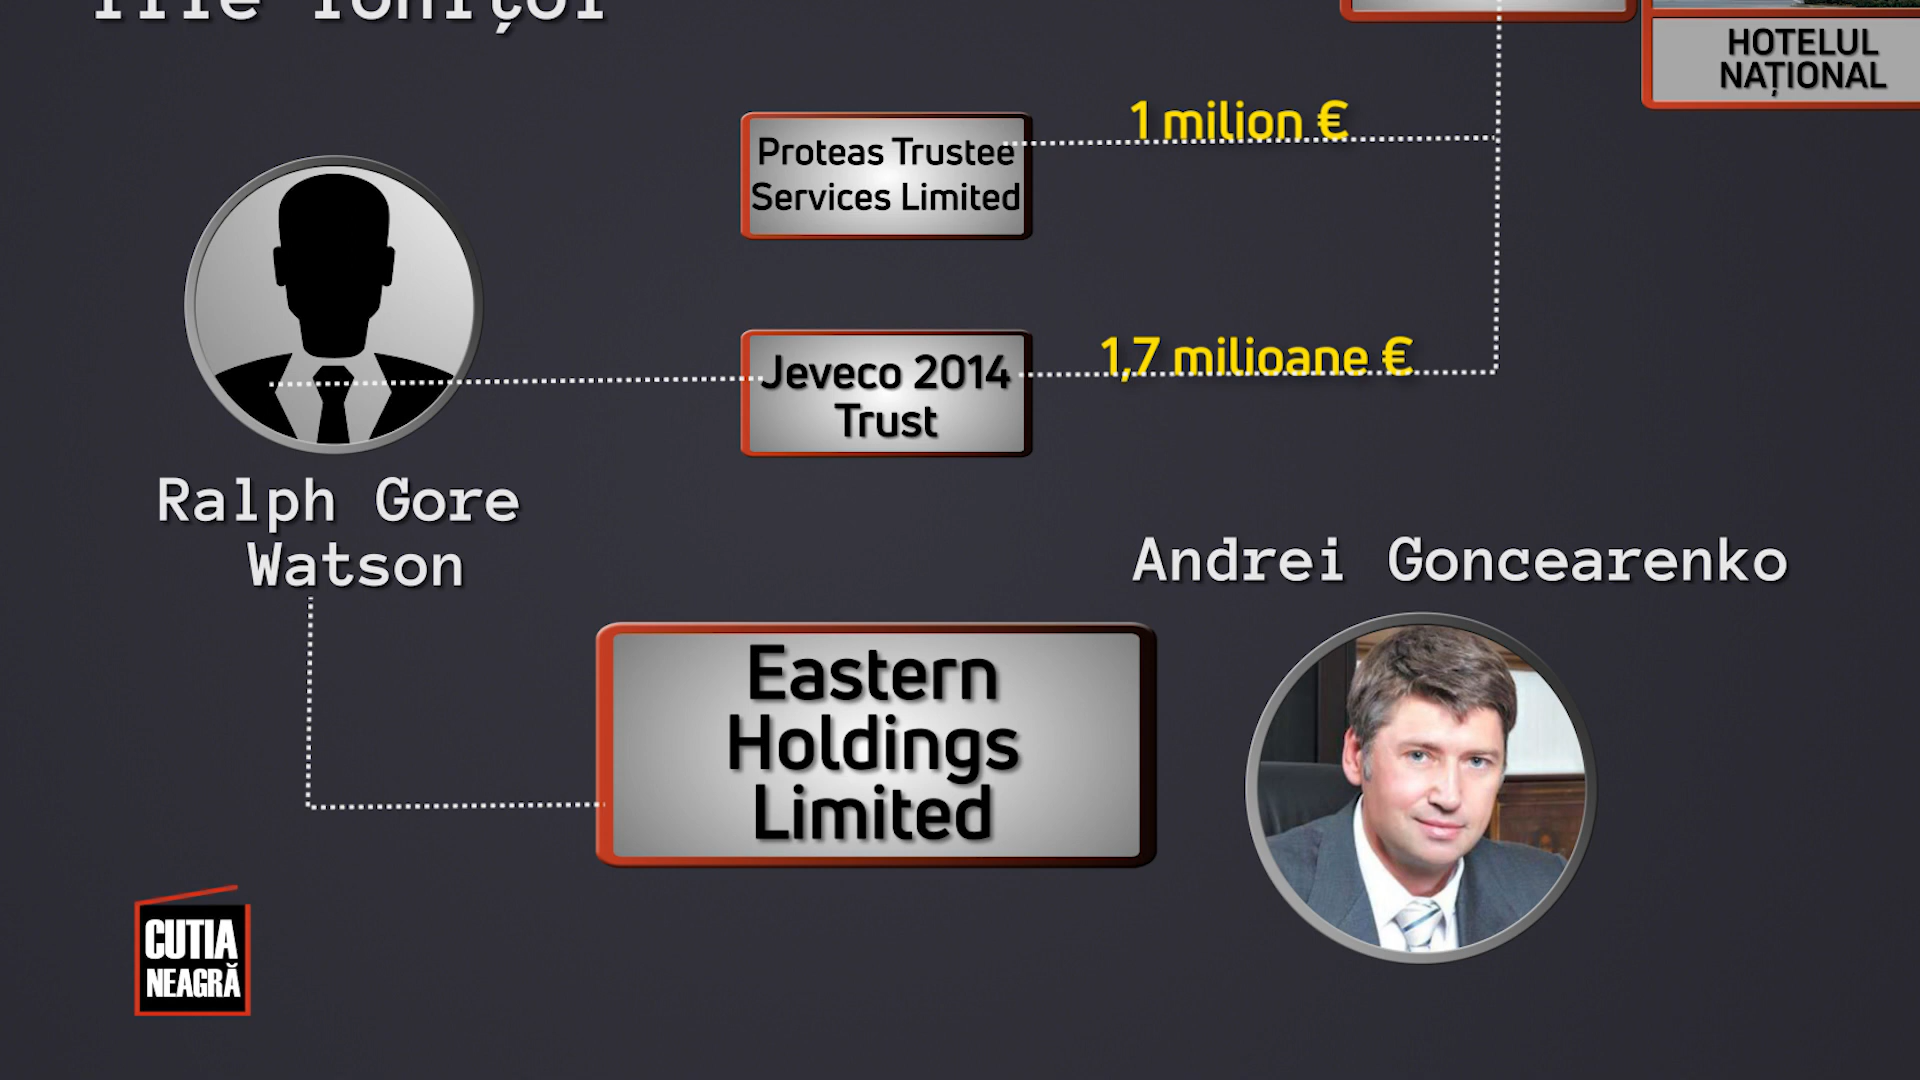 HOTELUL
NAȚIONAL
1 milion €
Proteas Trustee
Services Limited
1,7 milioane €
Jeveco 2014
Trust
Ralph Gore
Watson
Andrei Goncearenko
Eastern
Holdings
Limited
CUTIA
NEAGRĂ